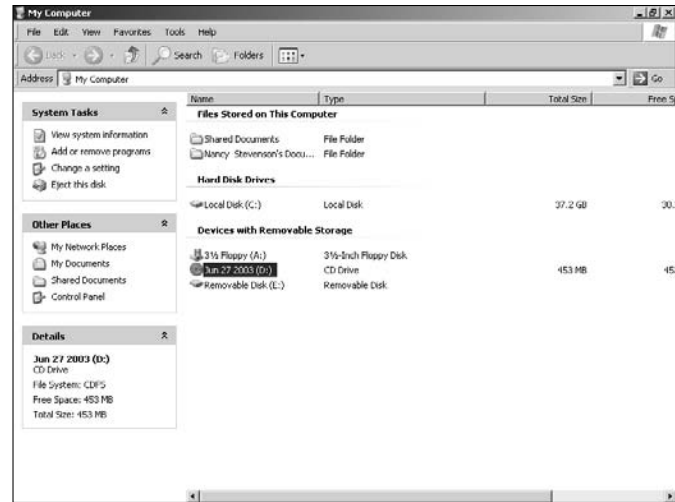 My Computer
File Edit View Favorites Tools Help
Back Search Folders
Address My Computer Go
System Tasks
View system information
Add or remove programs
Change a setting
Eject this disk
Other Places
My Network Places
My Documents
Shared Documents
Control Panel
Details
Jun 27 2003 (D:)
CD Drive
File System: CDFS
Free Space: 453 MB
Total Size: 453 MB
Name Type Total Size Free S
Files Stored on This Computer
Shared Documents File Folder
Nancy Stevenson's Docu... File Folder
Hard Disk Drives
Local Disk (C:) Local Disk 37.2 GB 30.
Devices with Removable Storage
3½ Floppy (A:) 3½-Inch Floppy Disk
Jun 27 2003 (D:) CD Drive 453 MB 45
Removable Disk (E:) Removable Disk